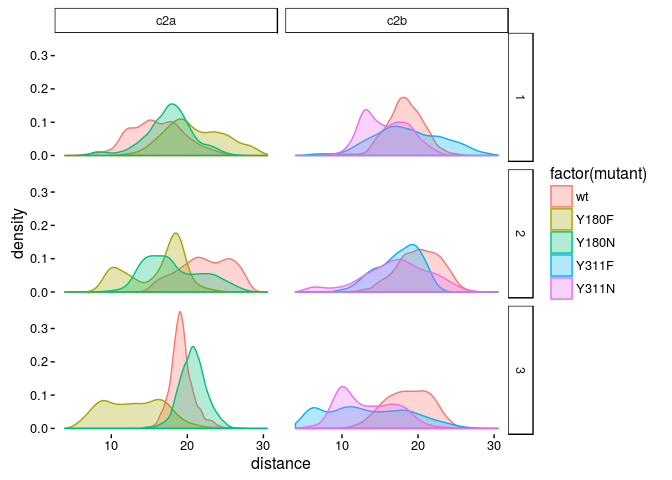 c2a c2b
0.3
0.2
0.1
0.0
1
0.3
0.2
0.1
0.0
2
0.3
0.2
0.1
0.0
3
density
10 20 30 10 20 30
distance
factor(mutant)
wt
Y180F
Y180N
Y311F
Y311N